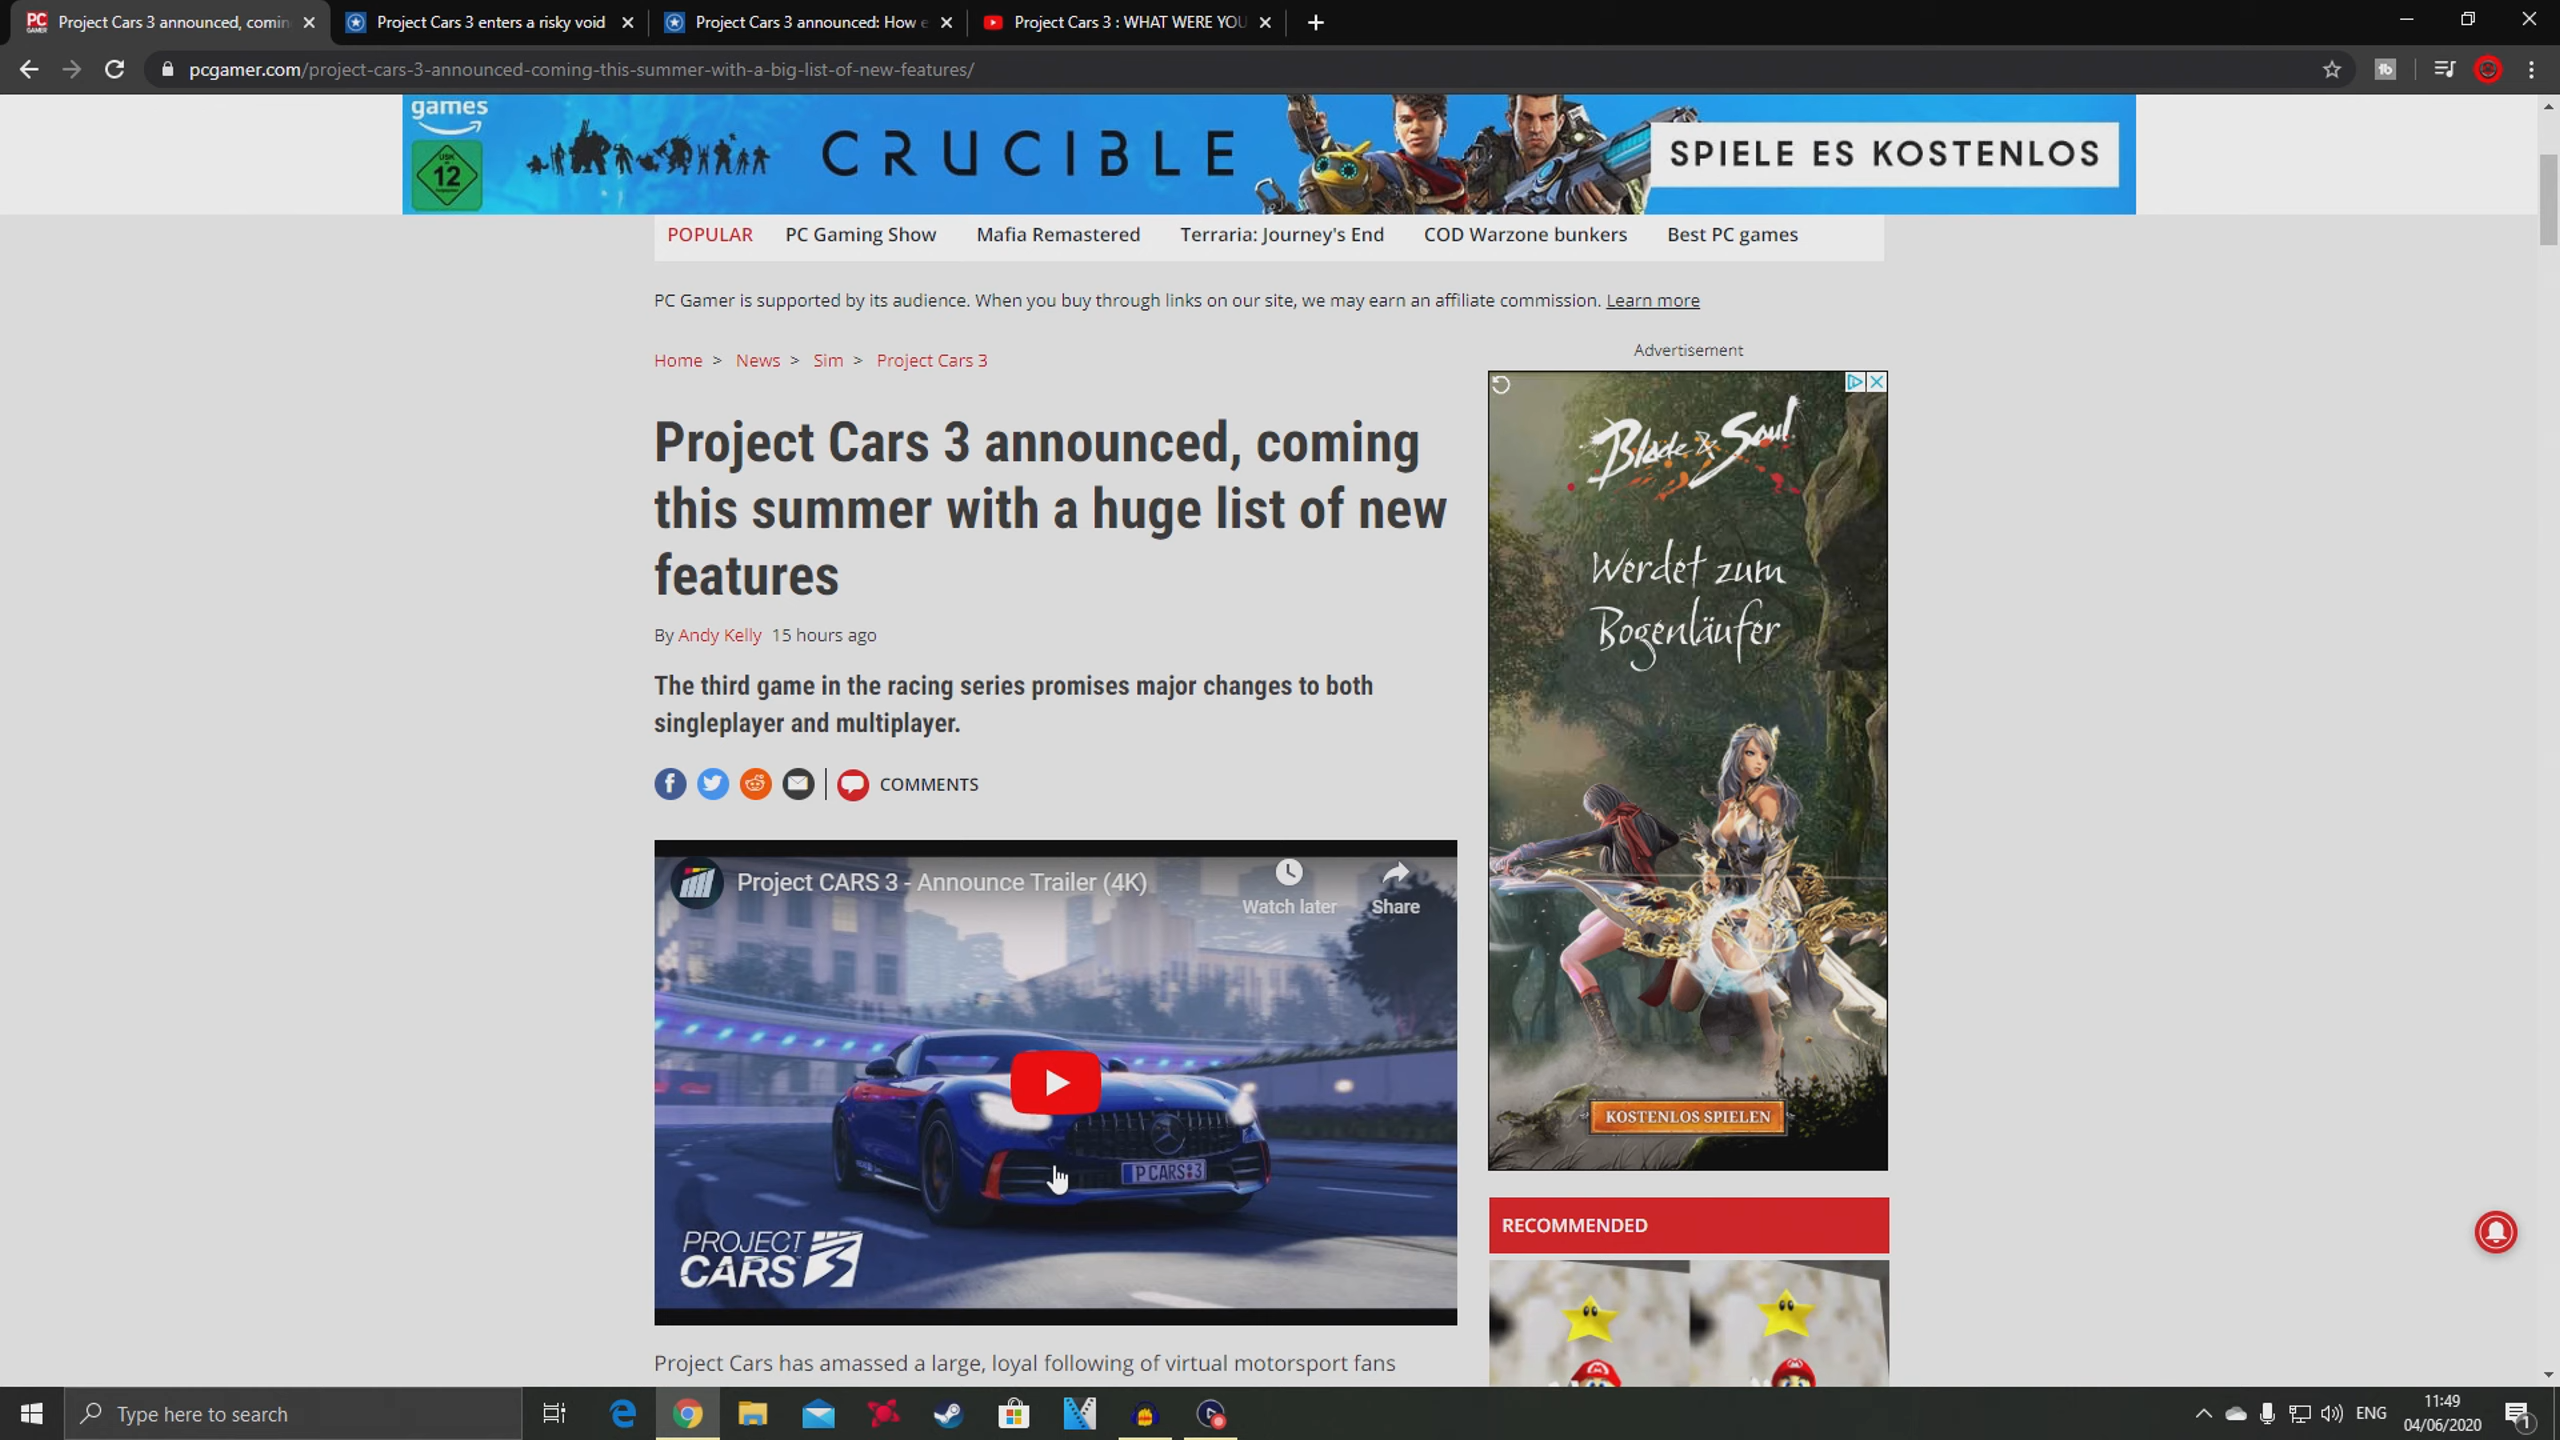 Project Cars 3 announced, comin
Project Cars 3 enters a risky void
Project Cars 3 announced: How e
Project Cars 3 : WHAT WERE YOU
pcgamer.com/project-cars-3-announced-coming-this-summer-with-a-big-list-of-new-features/
games
12
CRUCIBLE
SPIELE ES KOSTENLOS
POPULAR PC Gaming Show Mafia Remastered Terraria: Journey's End COD Warzone bunkers Best PC games
PC Gamer is supported by its audience. When you buy through links on our site, we may earn an affiliate commission. Learn more
Home > News > Sim > Project Cars 3
Advertisement
Project Cars 3 announced, coming
this summer with a huge list of new
features
By Andy Kelly 15 hours ago
The third game in the racing series promises major changes to both
singleplayer and multiplayer.
COMMENTS
Project CARS 3 - Announce Trailer (4K)
Watch later
Share
P CARS 3
PROJECT
CARS 3
Project Cars has amassed a large, loyal following of virtual motorsport fans
Blade & Soul
Werdet zum
Bogenläufer
KOSTENLOS SPIELEN
RECOMMENDED
Type here to search
ENG
11:49
04/06/2020
1